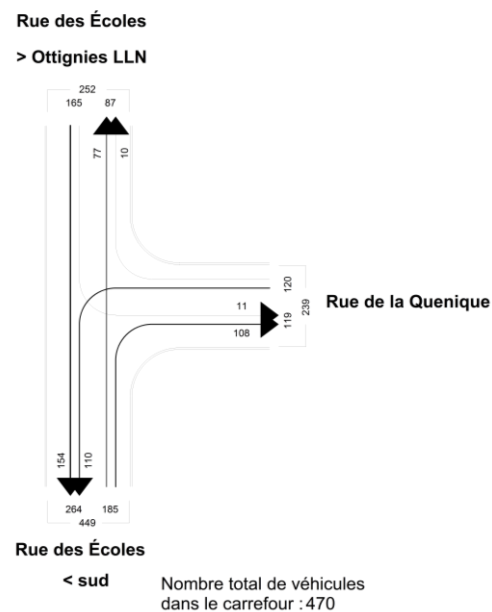 Rue des Écoles
> Ottignies LLN
252
165 87
77
10
120
11
119
239
Rue de la Quenique
108
154
110
264 185
449
Rue des Écoles
< sud
Nombre total de véhicules
dans le carrefour : 470